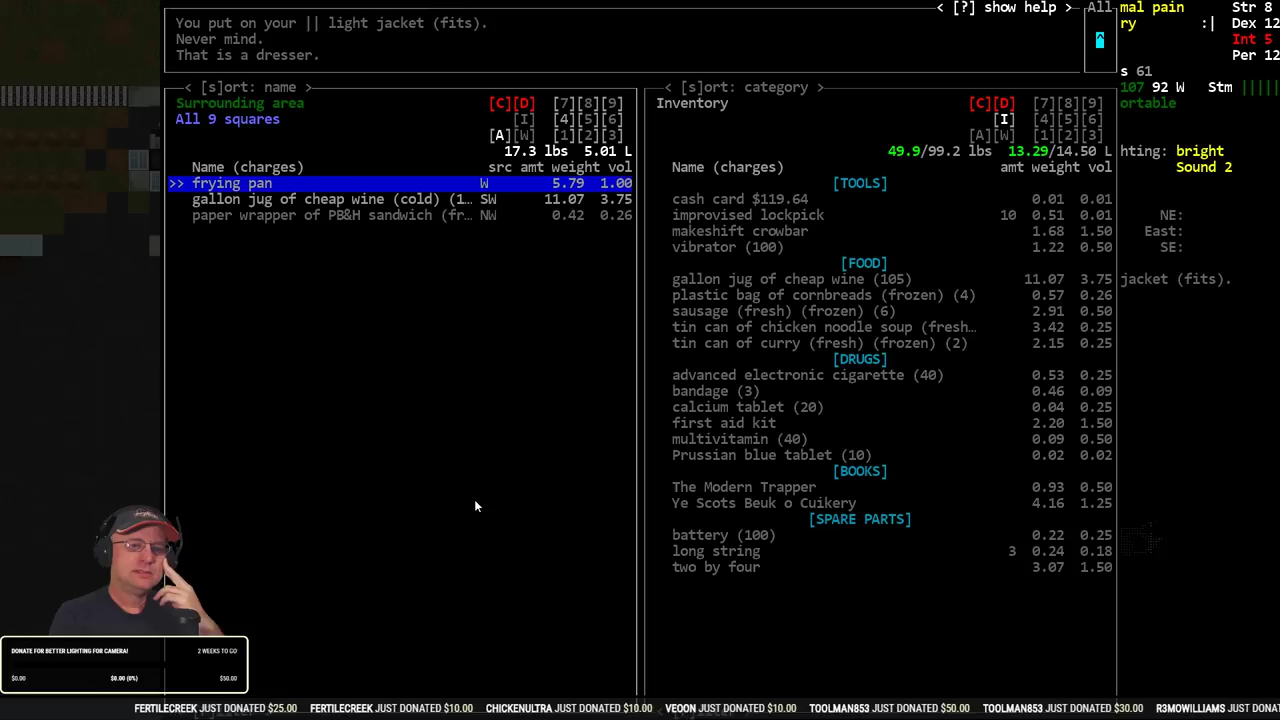 You put on your || light jacket (fits).
Never mind.
That is a dresser.
< [?] show help >
All
mal pain
ry :|
Str 8
Dex 12
Int 5
Per 12
s 61
107 92 W Stm |||||
ortable
hting: bright
Sound 2
NE:
East:
SE:
jacket (fits).
< [s]ort: name >
Surrounding area [C][D] [7][8][9]
All 9 squares [I] [4][5][6]
[A][W] [1][2][3]
17.3 lbs 5.01 L
Name (charges) src amt weight vol
>> frying pan W 5.79 1.00
gallon jug of cheap wine (cold) (1… SW 11.07 3.75
paper wrapper of PB&H sandwich (fr… NW 0.42 0.26
< [s]ort: category >
Inventory [C][D] [7][8][9]
[I] [4][5][6]
[A][W] [1][2][3]
49.9/99.2 lbs 13.29/14.50 L
Name (charges) amt weight vol
[TOOLS]
cash card $119.64 0.01 0.01
improvised lockpick 10 0.51 0.01
makeshift crowbar 1.68 1.50
vibrator (100) 1.22 0.50
[FOOD]
gallon jug of cheap wine (105) 11.07 3.75
plastic bag of cornbreads (frozen) (4) 0.57 0.26
sausage (fresh) (frozen) (6) 2.91 0.50
tin can of chicken noodle soup (fresh… 3.42 0.25
tin can of curry (fresh) (frozen) (2) 2.15 0.25
[DRUGS]
advanced electronic cigarette (40) 0.53 0.25
bandage (3) 0.46 0.09
calcium tablet (20) 0.04 0.25
first aid kit 2.20 1.50
multivitamin (40) 0.09 0.50
Prussian blue tablet (10) 0.02 0.02
[BOOKS]
The Modern Trapper 0.93 0.50
Ye Scots Beuk o Cuikery 4.16 1.25
[SPARE PARTS]
battery (100) 0.22 0.25
long string 3 0.24 0.18
two by four 3.07 1.50
DONATE FOR BETTER LIGHTING FOR CAMERA! 2 WEEKS TO GO
$0.00 $0.00 (0%) $50.00
FERTILECREEK JUST DONATED $25.00 FERTILECREEK JUST DONATED $10.00 CHICKENULTRA JUST DONATED $10.00 VEOON JUST DONATED $10.00 TOOLMAN853 JUST DONATED $50.00 TOOLMAN853 JUST DONATED $30.00 R3MOWILLIAMS JUST DONATED $